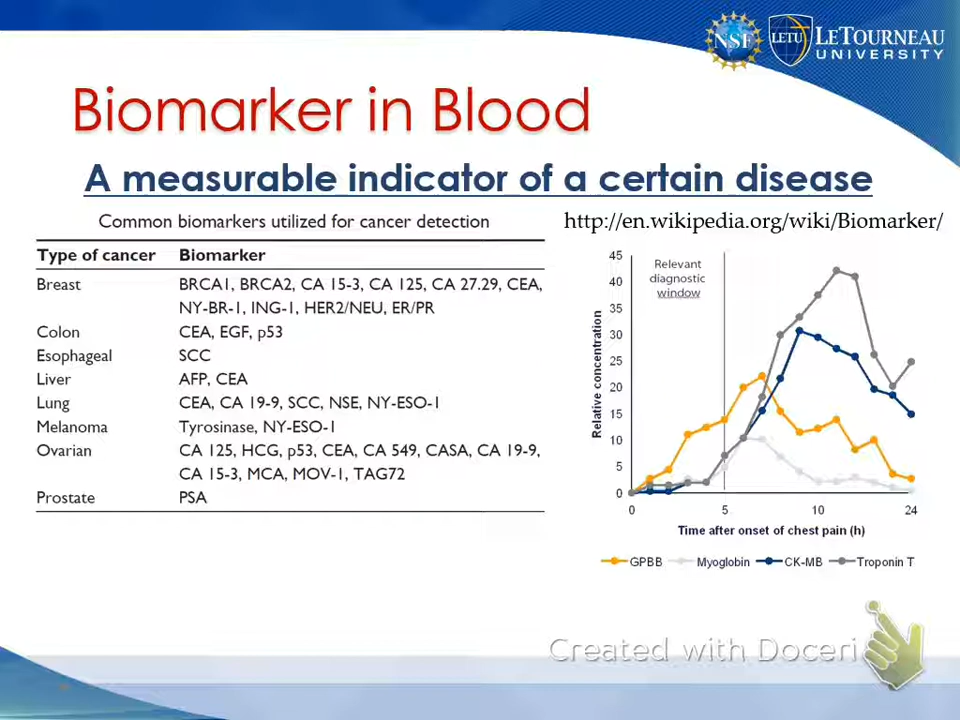 NSF
LETU
LETOURNEAU
UNIVERSITY
Biomarker in Blood
A measurable indicator of a certain disease
Common biomarkers utilized for cancer detection
Type of cancer Biomarker
Breast BRCA1, BRCA2, CA 15-3, CA 125, CA 27.29, CEA,
NY-BR-1, ING-1, HER2/NEU, ER/PR
Colon CEA, EGF, p53
Esophageal SCC
Liver AFP, CEA
Lung CEA, CA 19-9, SCC, NSE, NY-ESO-1
Melanoma Tyrosinase, NY-ESO-1
Ovarian CA 125, HCG, p53, CEA, CA 549, CASA, CA 19-9,
CA 15-3, MCA, MOV-1, TAG72
Prostate PSA
http://en.wikipedia.org/wiki/Biomarker/
Relevant
diagnostic
window
Relative concentration
45
40
35
30
25
20
15
10
5
0
0 5 10 24
Time after onset of chest pain (h)
GPBB Myoglobin CK-MB Troponin T
Created with Doceri